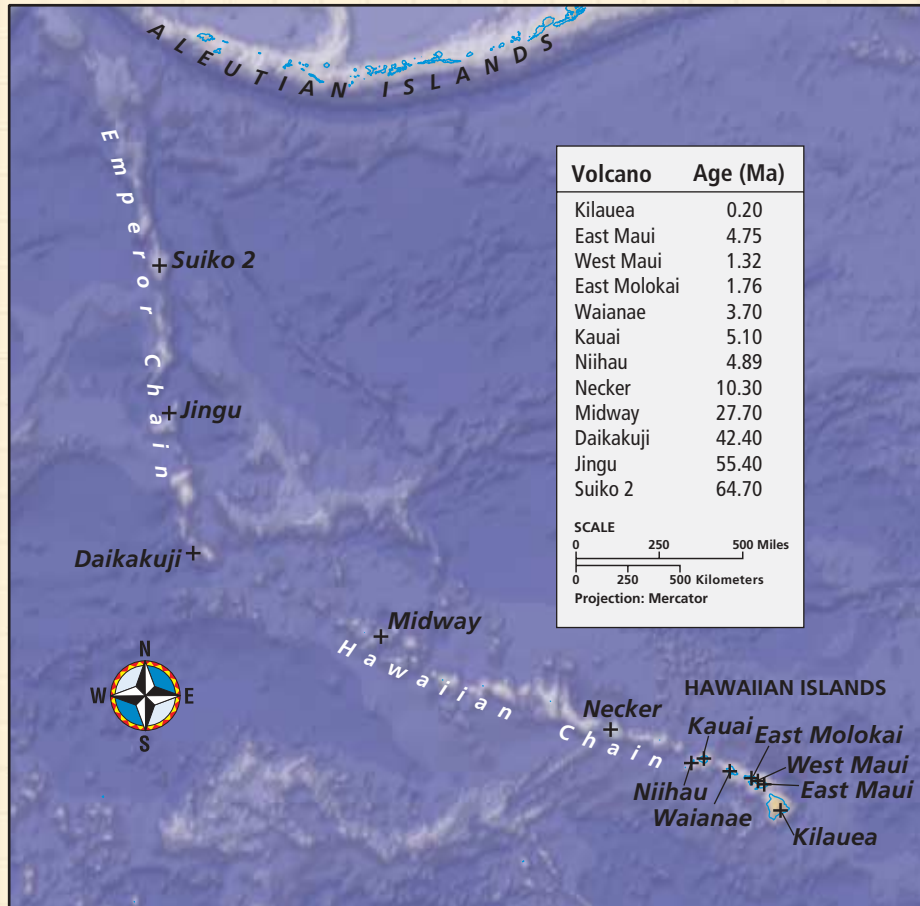 ALEUTIAN ISLANDS
Emperor Chain
Suiko 2
Jingu
Daikakuji
Volcano Age (Ma)
Kilauea 0.20
East Maui 4.75
West Maui 1.32
East Molokai 1.76
Waianae 3.70
Kauai 5.10
Niihau 4.89
Necker 10.30
Midway 27.70
Daikakuji 42.40
Jingu 55.40
Suiko 2 64.70
SCALE
0 250 500 Miles
0 250 500 Kilometers
Projection: Mercator
N
W E
S
Midway
Hawaiian Chain
Necker
HAWAIIAN ISLANDS
Kauai
East Molokai
West Maui
East Maui
Niihau
Waianae
Kilauea